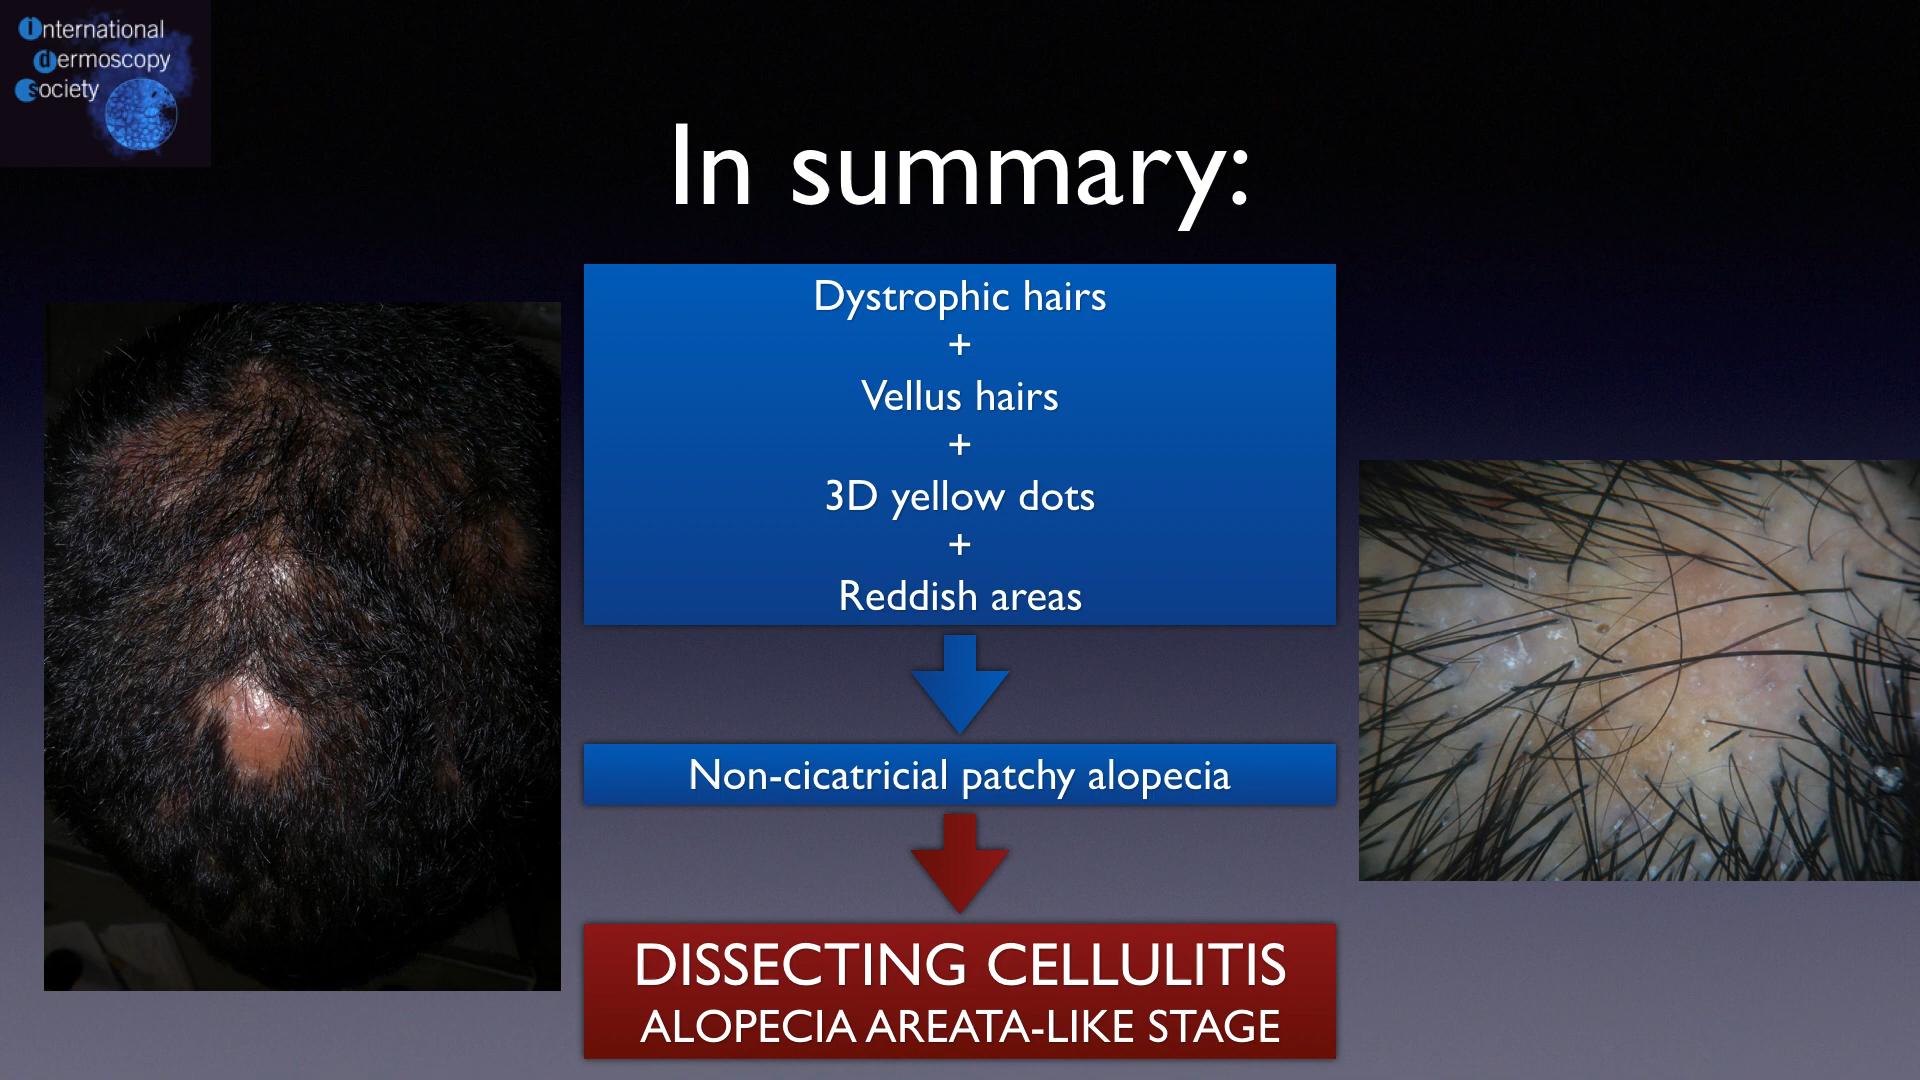 International
dermoscopy
society
In summary:
Dystrophic hairs
+
Vellus hairs
+
3D yellow dots
+
Reddish areas
Non-cicatricial patchy alopecia
DISSECTING CELLULITIS
ALOPECIA AREATA-LIKE STAGE